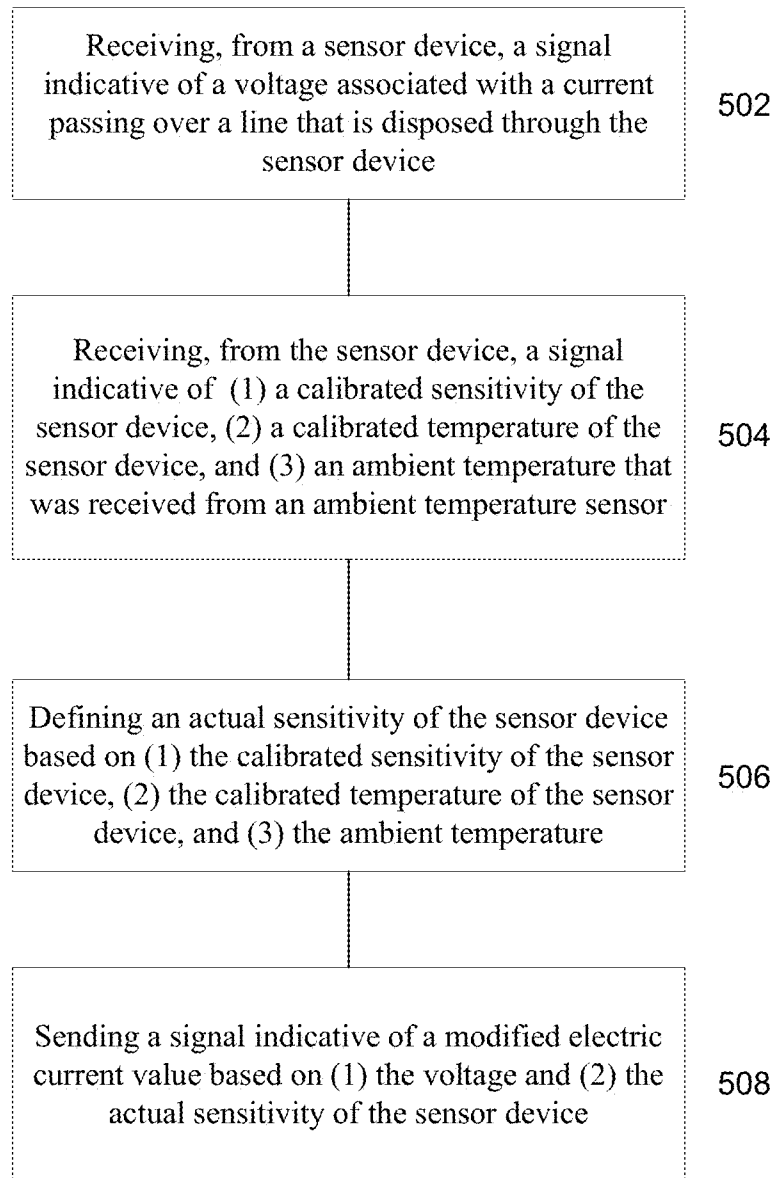 Receiving, from a sensor device, a signal
indicative of a voltage associated with a current
passing over a line that is disposed through the
sensor device
502
Receiving, from the sensor device, a signal
indicative of (1) a calibrated sensitivity of the
sensor device, (2) a calibrated temperature of the
sensor device, and (3) an ambient temperature that
was received from an ambient temperature sensor
504
Defining an actual sensitivity of the sensor device
based on (1) the calibrated sensitivity of the sensor
device, (2) the calibrated temperature of the sensor
device, and (3) the ambient temperature
506
Sending a signal indicative of a modified electric
current value based on (1) the voltage and (2) the
actual sensitivity of the sensor device
508